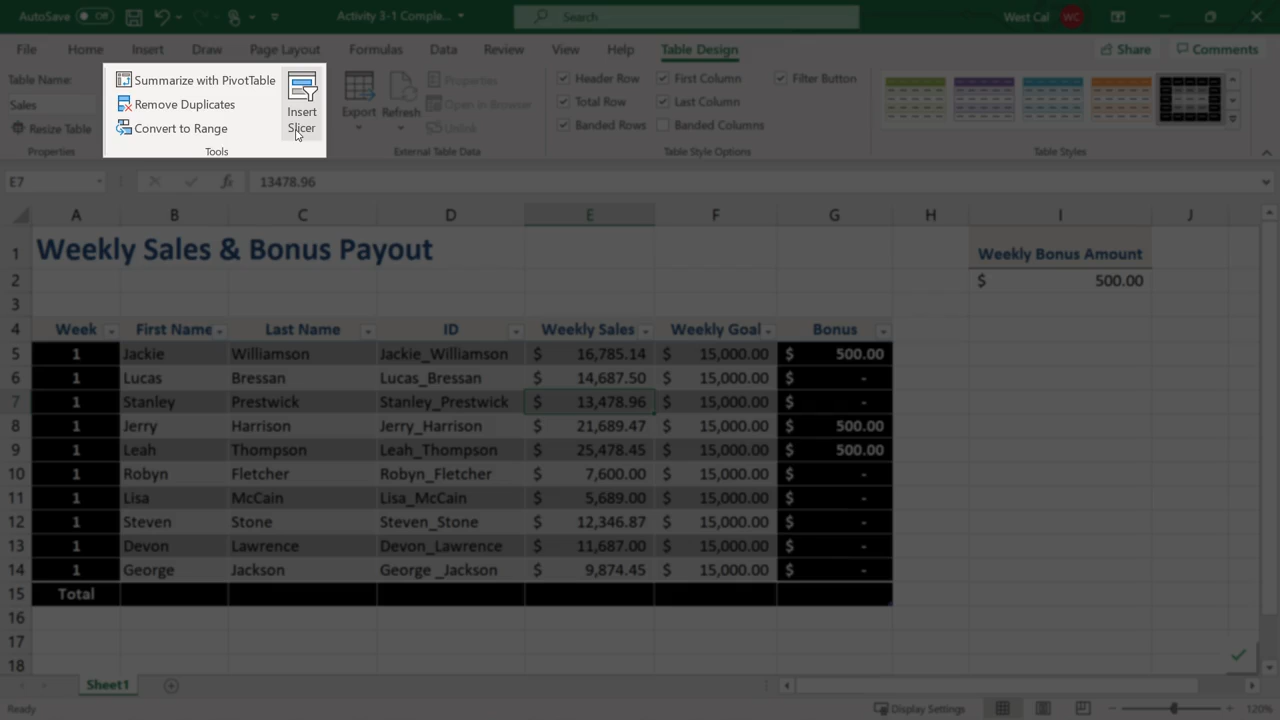 AutoSave Off Activity 3-1 Compla... Search... West Cal WC
File Home Insert Draw Page Layout Formulas Data Review View Help Table Design Share Comments
Table Name:
Sales
Resize Table
Properties
Summarize with PivotTable
Remove Duplicates
Convert to Range
Insert
Slicer
Tools
Export
Refresh
Properties
Open in Browser
Unlink
External Table Data
Header Row First Column Filter Button
Total Row Last Column
Banded Rows Banded Columns
Table Style Options
Table Styles
E7 fx 13478.96
A B C D E F G H I J
1 Weekly Sales & Bonus Payout Weekly Bonus Amount
2 $ 500.00
3
4 Week First Name Last Name ID Weekly Sales Weekly Goal Bonus
5 1 Jackie Williamson Jackie_Williamson $ 16,785.14 $ 15,000.00 $ 500.00
6 1 Lucas Bressan Lucas_Bressan $ 14,687.50 $ 15,000.00 $ -
7 1 Stanley Prestwick Stanley_Prestwick $ 13,478.96 $ 15,000.00 $ -
8 1 Jerry Harrison Jerry_Harrison $ 21,689.47 $ 15,000.00 $ 500.00
9 1 Leah Thompson Leah_Thompson $ 25,478.45 $ 15,000.00 $ 500.00
10 1 Robyn Fletcher Robyn_Fletcher $ 7,600.00 $ 15,000.00 $ -
11 1 Lisa McCain Lisa_McCain $ 5,689.00 $ 15,000.00 $ -
12 1 Steven Stone Steven_Stone $ 12,346.87 $ 15,000.00 $ -
13 1 Devon Lawrence Devon_Lawrence $ 11,687.00 $ 15,000.00 $ -
14 1 George Jackson George _Jackson $ 9,874.45 $ 15,000.00 $ -
15 Total
16
17
18
Sheet1
Ready Display Settings 120%